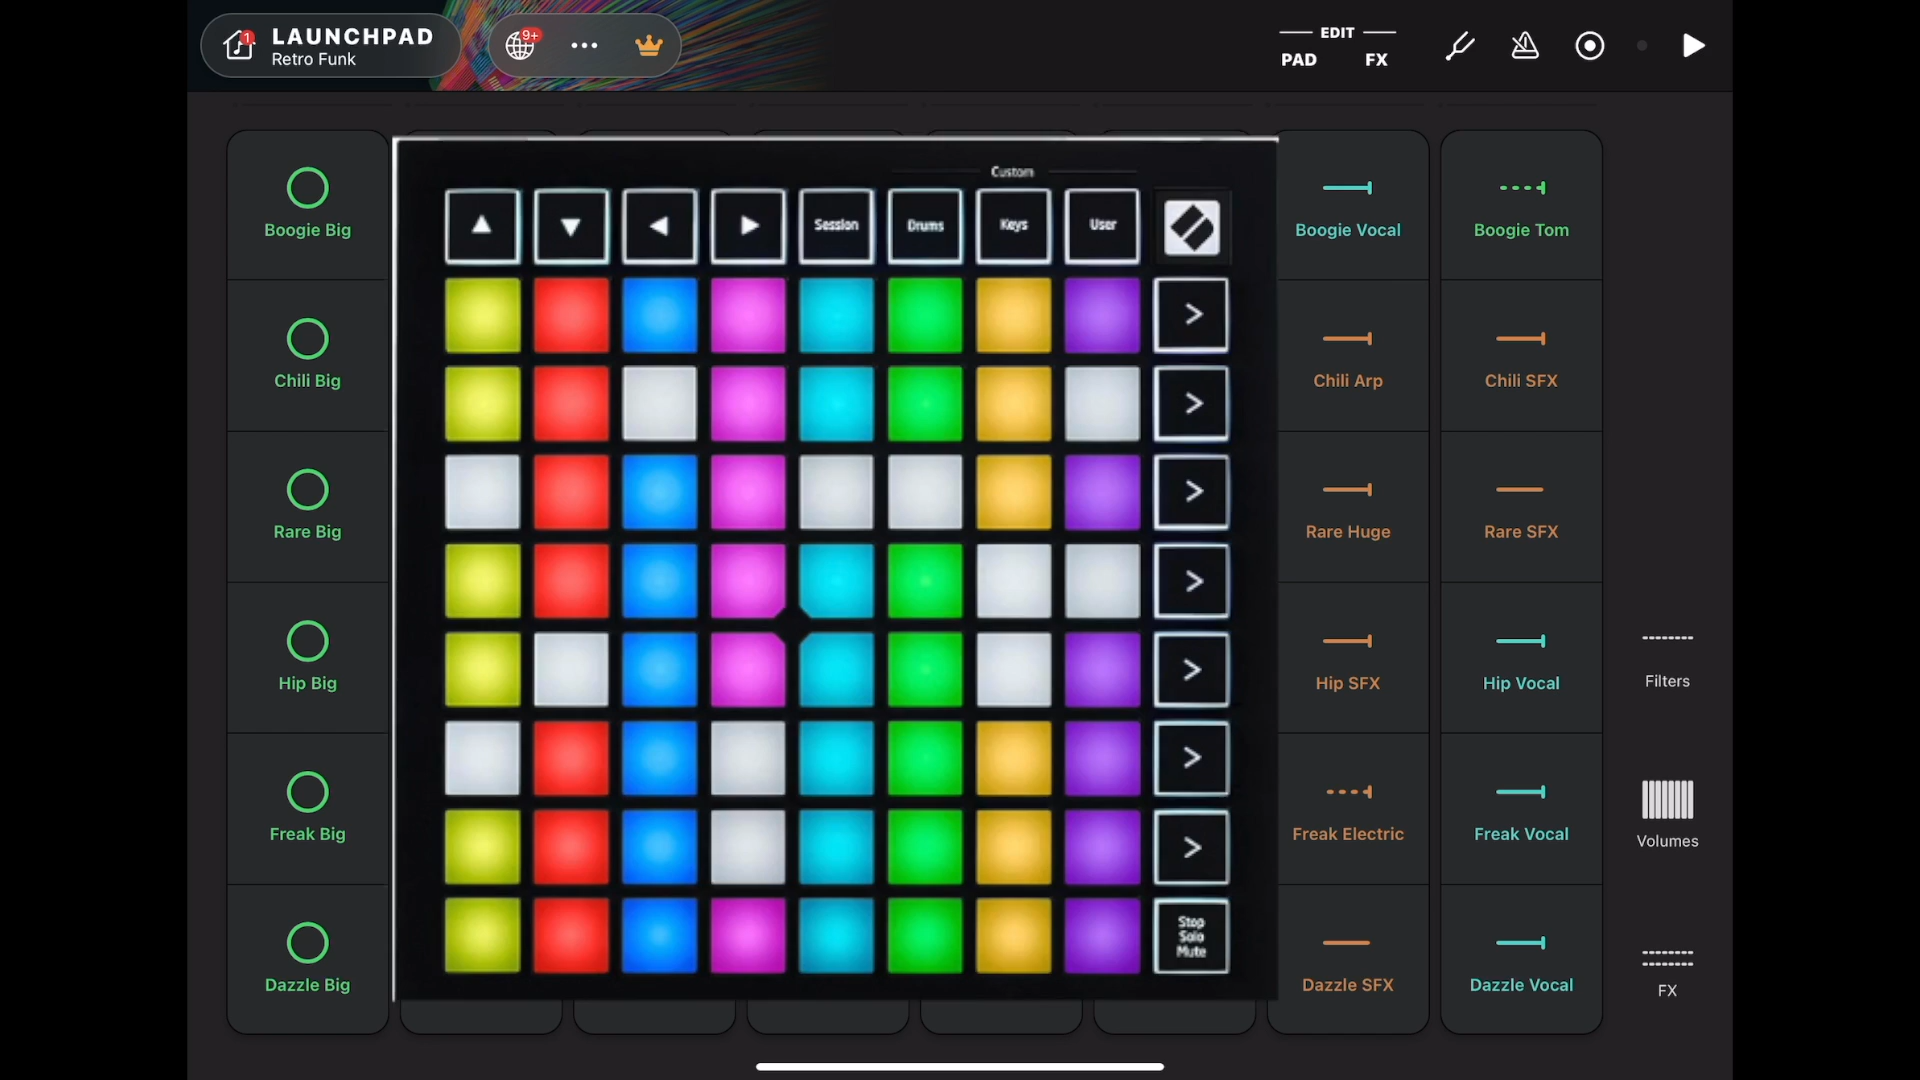 1
LAUNCHPAD
Retro Funk
9+
EDIT
PAD FX
Custom
Session Drums Keys User
Boogie Big
Boogie Vocal
Boogie Tom
Chili Big
Chili Arp
Chili SFX
Rare Big
Rare Huge
Rare SFX
Hip Big
Hip SFX
Hip Vocal
Filters
Freak Big
Freak Electric
Freak Vocal
Volumes
Stop
Solo
Mute
Dazzle Big
Dazzle SFX
Dazzle Vocal
FX